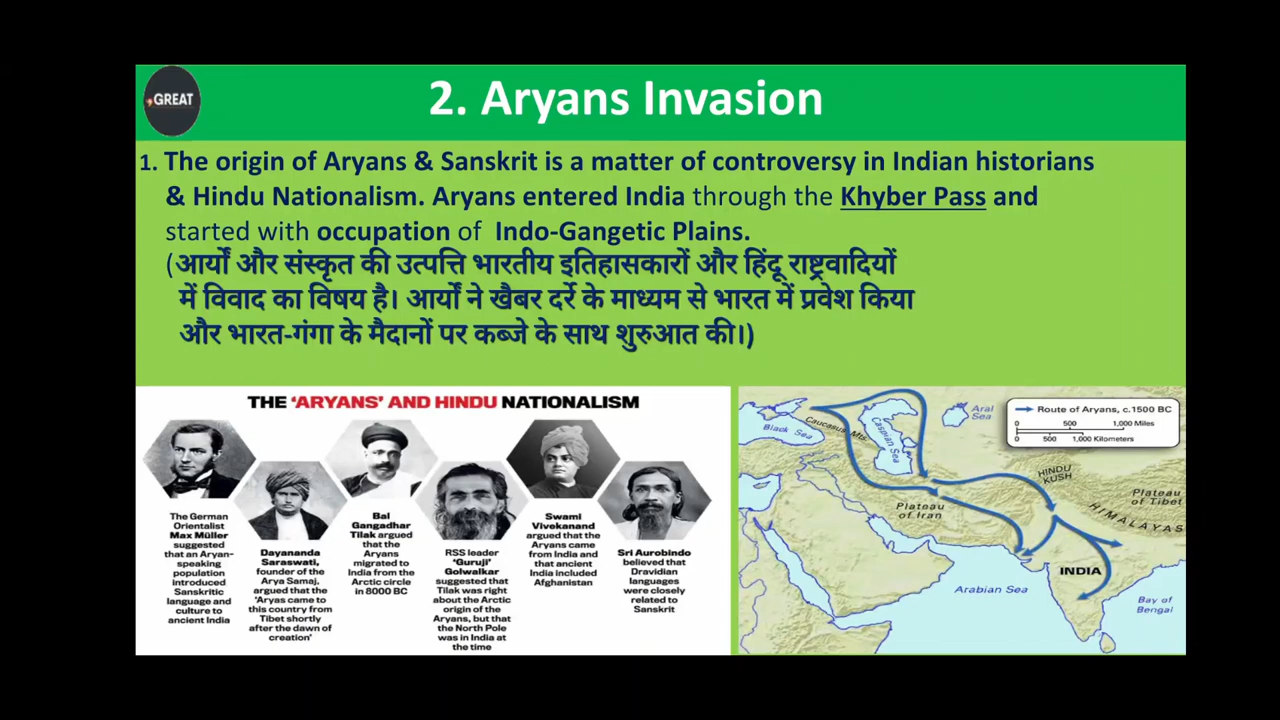 GREAT
2. Aryans Invasion
1. The origin of Aryans & Sanskrit is a matter of controversy in Indian historians
& Hindu Nationalism. Aryans entered India through the Khyber Pass and
started with occupation of Indo-Gangetic Plains.
(आर्यों और संस्कृत की उत्पत्ति भारतीय इतिहासकारों और हिंदू राष्ट्रवादियों
में विवाद का विषय है। आर्यों ने खैबर दर्रे के माध्यम से भारत में प्रवेश किया
और भारत-गंगा के मैदानों पर कब्जे के साथ शुरुआत की।)
THE 'ARYANS' AND HINDU NATIONALISM
The German
Orientalist
Max Müller
suggested
that an Aryan-
speaking
population
introduced
Sanskritic
language and
culture to
ancient India
Dayananda
Saraswati,
founder of the
Arya Samaj,
argued that the
'Aryas came to
this country from
Tibet shortly
after the dawn of
creation'
Bal
Gangadhar
Tilak argued
that the
Aryans
migrated to
India from the
Arctic circle
in 8000 BC
RSS leader
'Guruji'
Golwalkar
suggested that
Tilak was right
about the Arctic
origin of the
Aryans, but that
the North Pole
was in India at
the time
Swami
Vivekanand
argued that the
Aryans came
from India and
that ancient
India included
Afghanistan
Sri Aurobindo
believed that
Dravidian
languages
were closely
related to
Sanskrit
Route of Aryans, c.1500 BC
0 500 1,000 Miles
0 500 1,000 Kilometers
Black Sea
Caucasus Mts.
Caspian Sea
Aral
Sea
HINDU
KUSH
Plateau
of Tibet
HIMALAYAS
Plateau
of Iran
INDIA
Arabian Sea
Bay of
Bengal